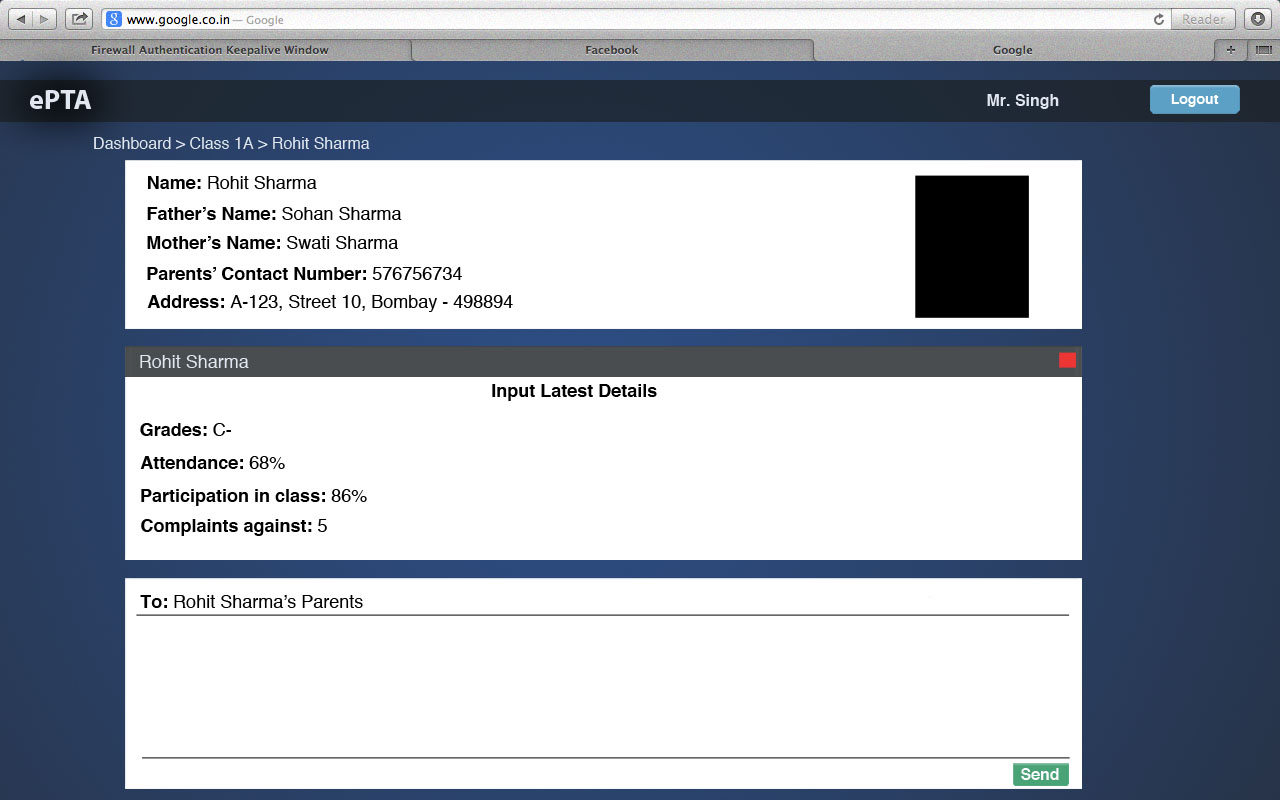 www.google.co.in — Google
Reader
Firewall Authentication Keepalive Window
Facebook
Google
ePTA
Mr. Singh
Logout
Dashboard > Class 1A > Rohit Sharma
Name: Rohit Sharma
Father’s Name: Sohan Sharma
Mother’s Name: Swati Sharma
Parents’ Contact Number: 576756734
Address: A-123, Street 10, Bombay - 498894
Rohit Sharma
Input Latest Details
Grades: C-
Attendance: 68%
Participation in class: 86%
Complaints against: 5
To: Rohit Sharma’s Parents
Send